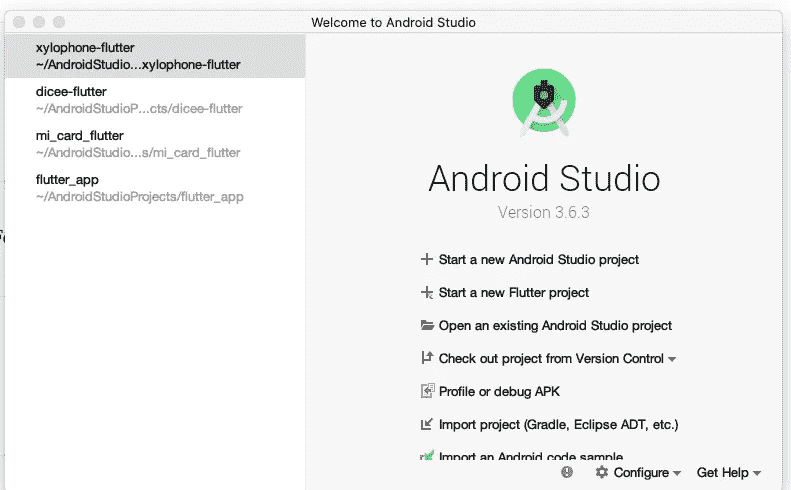 Welcome to Android Studio
xylophone-flutter
~/AndroidStudio...xylophone-flutter
dicee-flutter
~/AndroidStudioP...cts/dicee-flutter
mi_card_flutter
~/AndroidStudio...s/mi_card_flutter
flutter_app
~/AndroidStudioProjects/flutter_app
Android Studio
Version 3.6.3
Start a new Android Studio project
Start a new Flutter project
Open an existing Android Studio project
Check out project from Version Control
Profile or debug APK
Import project (Gradle, Eclipse ADT, etc.)
Import an Android code sample
Configure
Get Help